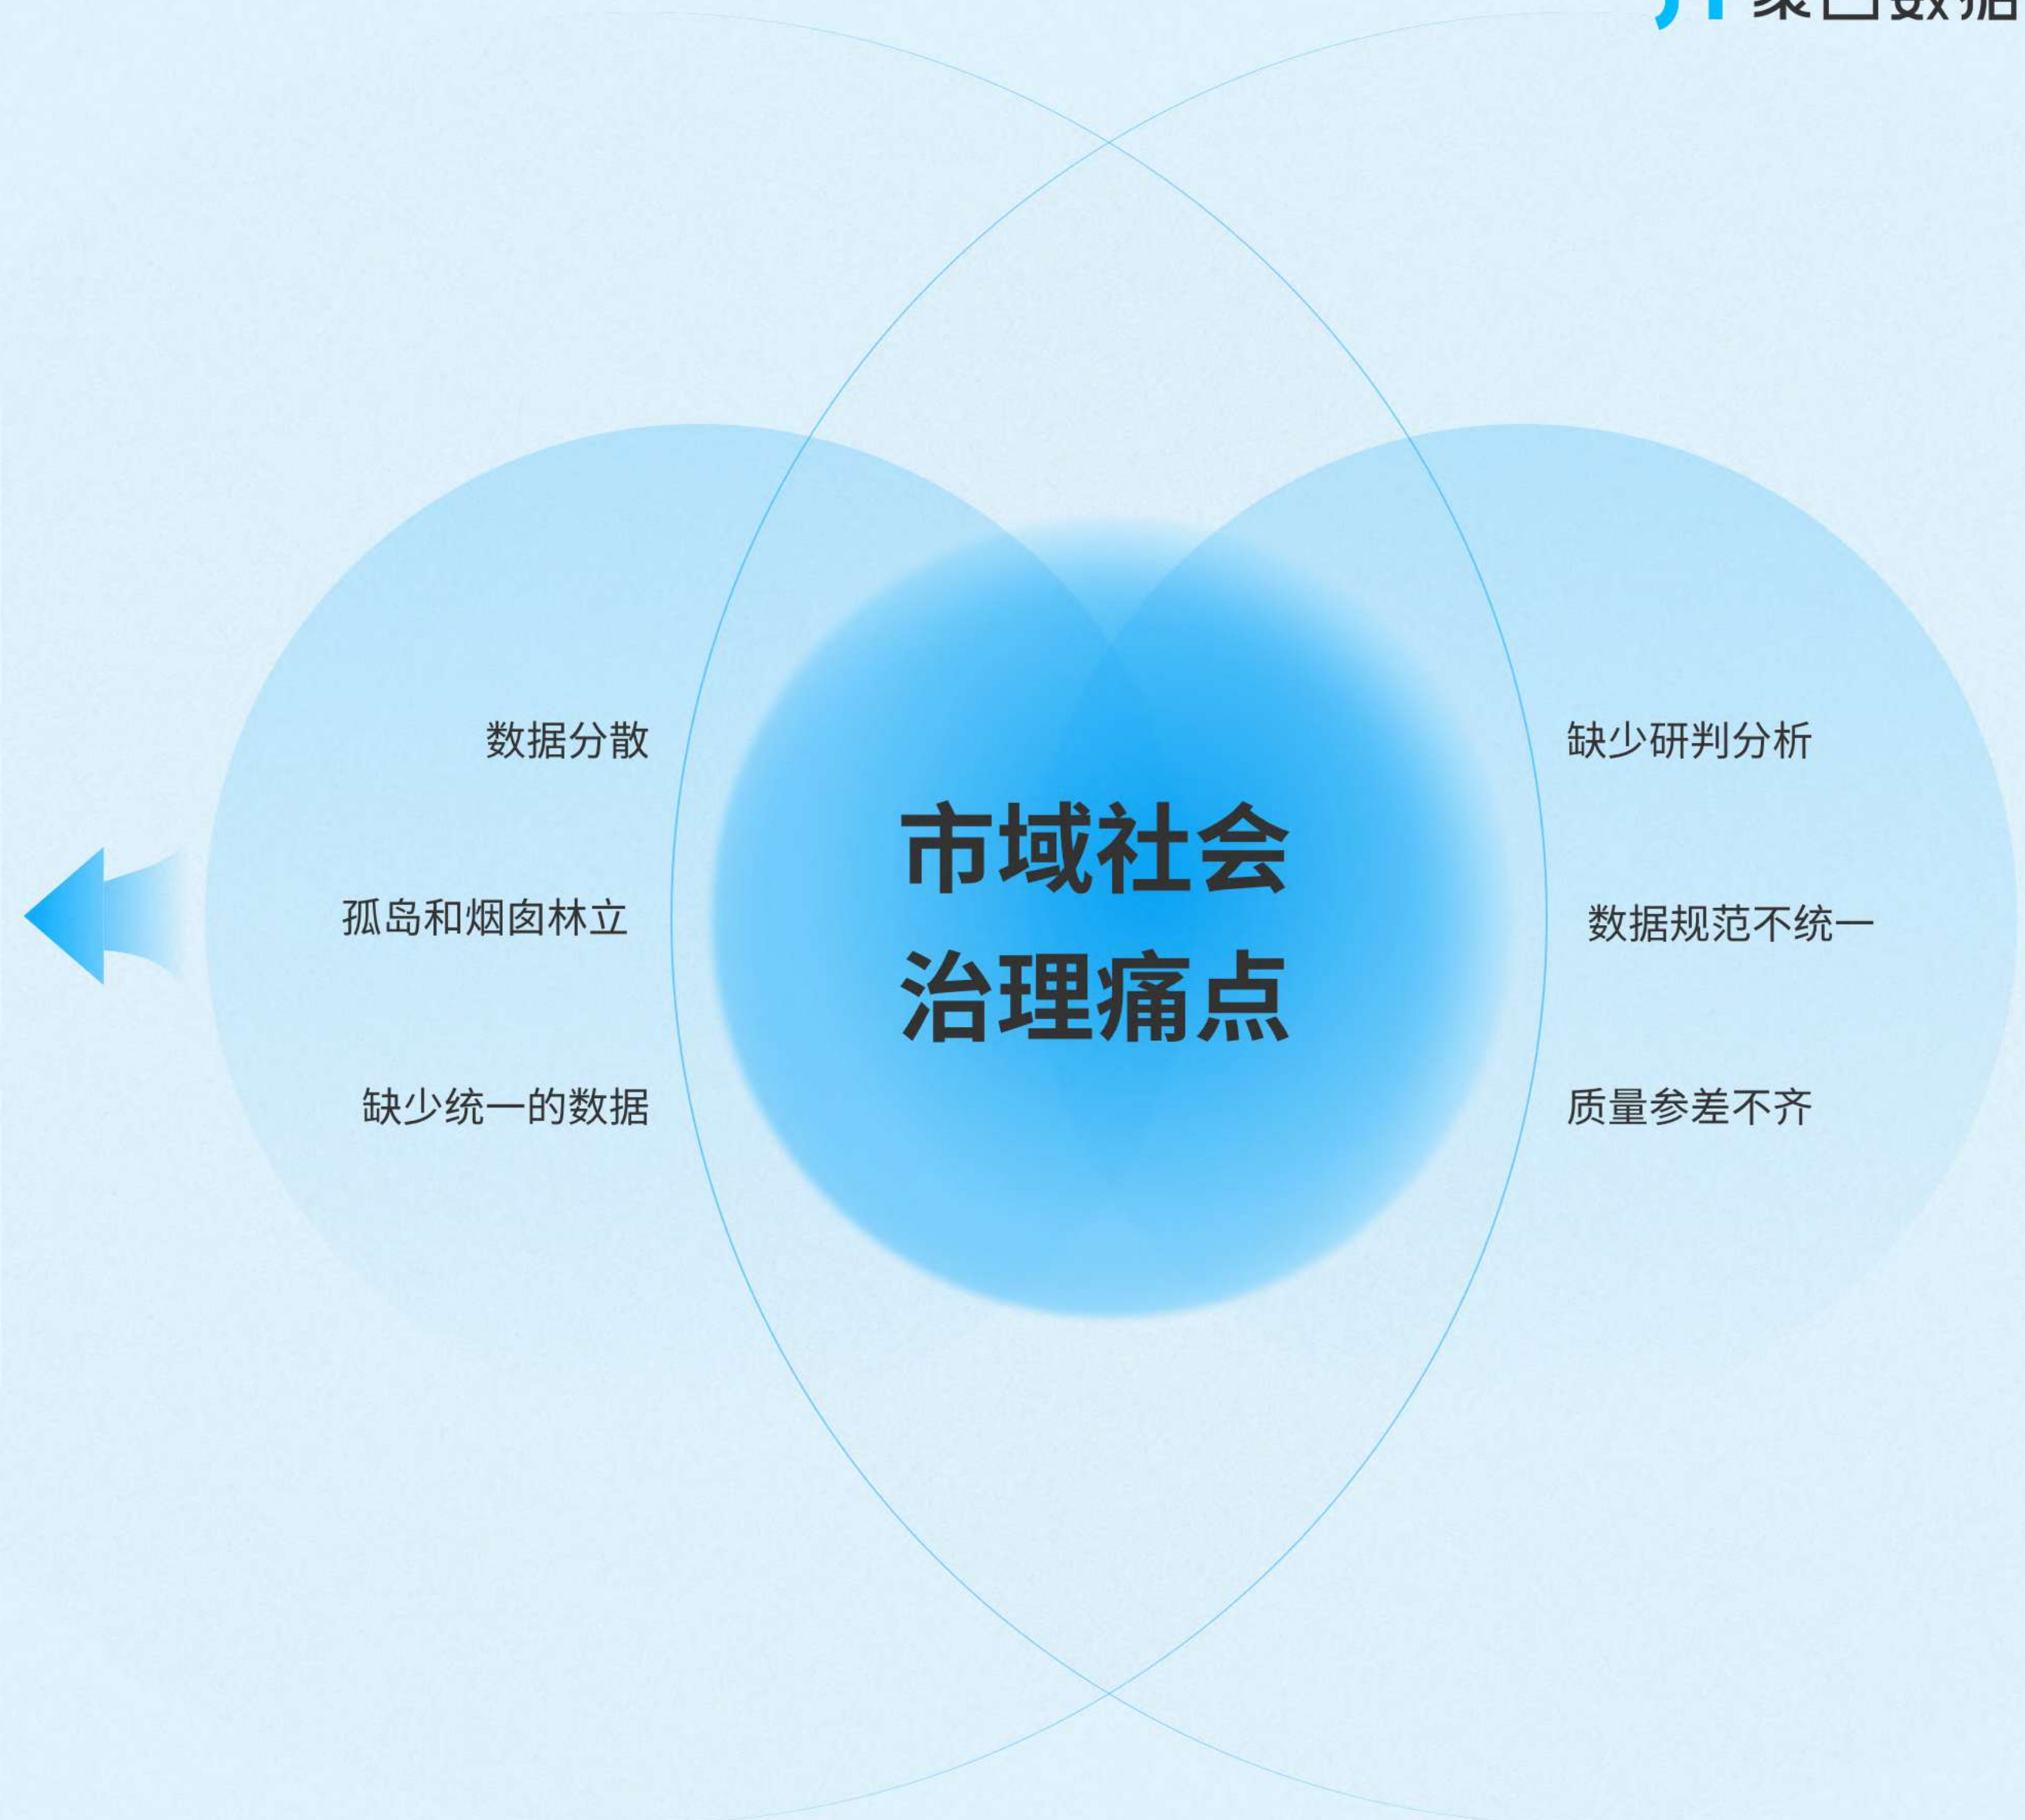 数据分散
孤岛和烟囱林立
缺少统一的数据
市域社会
治理痛点
缺少研判分析
数据规范不统一
质量参差不齐